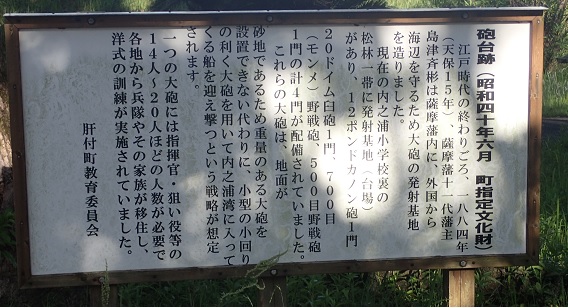 砲台跡(昭和四十年六月 町指定文化財)
江戸時代の終わりごろ、一八八四年
(天保15年)、薩摩藩十一代藩主
島津斉彬は薩摩藩内に、外国から
海辺を守るため大砲の発射基地
を造りました。
現在の内之浦小学校裏の
松林一帯に発射基地(台場)
があり、12ポンドカノン砲1門
20ドイム臼砲1門、700目
(モンメ)野戦砲、500目野戦砲
1門の計4門が配備されていました。
これらの大砲は、地面が
砂地であるため重量のある大砲を
設置できない代わりに、小型の小回り
の利く大砲を用いて内之浦湾に入って
くる船を迎え撃つという戦略が想定
されます。
一つの大砲には指揮官・狙い役等の
14人~20人ほどの人数が必要で
各地から兵隊やその家族が移住し、
洋式の訓練が実施されていました。
肝付町教育委員会